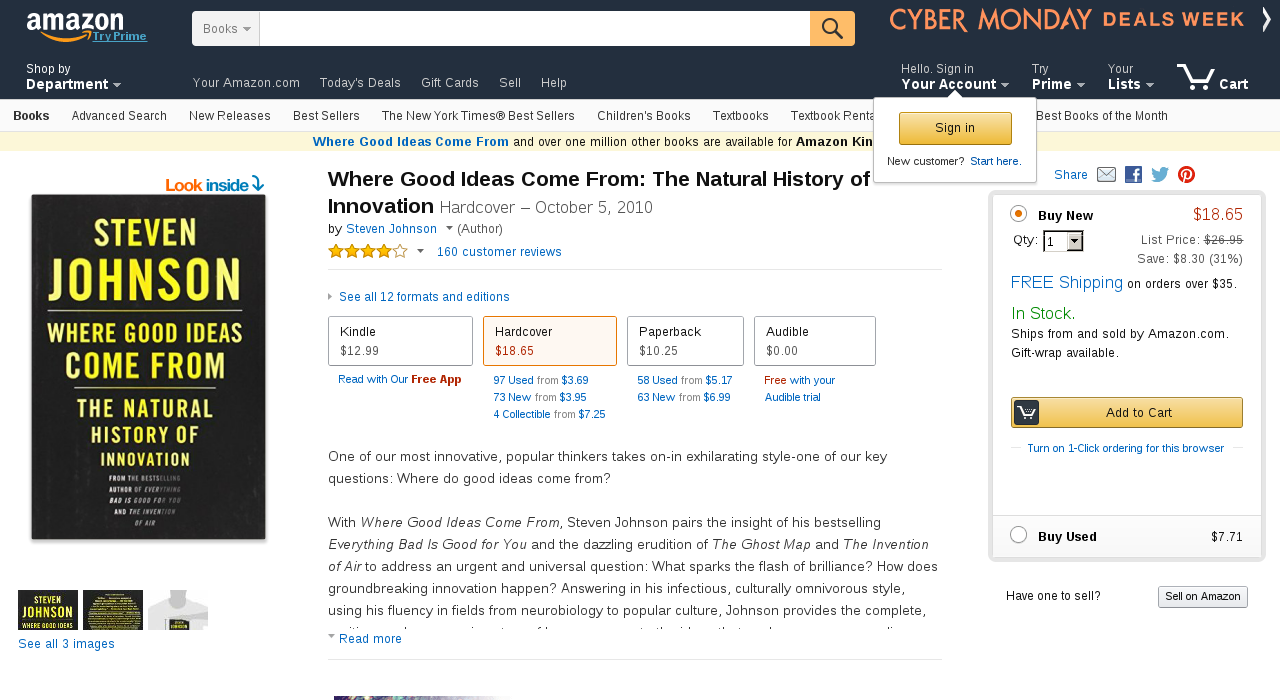 amazon
Try Prime
Books
CYBER MONDAY DEALS WEEK
Shop by
Department
Your Amazon.com
Today's Deals
Gift Cards
Sell
Help
Hello. Sign in
Your Account
Try
Prime
Your
Lists
Cart
Books
Advanced Search
New Releases
Best Sellers
The New York Times® Best Sellers
Children's Books
Textbooks
Textbook
Best Books of the Month
Sign in
New customer? Start here.
Where Good Ideas Come From and over one million other books are available for Amazon
Look inside
STEVEN
JOHNSON
WHERE GOOD IDEAS
COME FROM
THE NATURAL
HISTORY OF
INNOVATION
FROM THE BESTSELLING
AUTHOR OF EVERYTHING
BAD IS GOOD FOR YOU
AND THE INVENTION
OF AIR
STEVEN
JOHNSON
WHERE GOOD IDEAS
See all 3 images
Where Good Ideas Come From: The Natural History of
Innovation Hardcover – October 5, 2010
by Steven Johnson (Author)
160 customer reviews
See all 12 formats and editions
Kindle
$12.99
Read with Our Free App
Hardcover
$18.65
97 Used from $3.69
73 New from $3.95
4 Collectible from $7.25
Paperback
$10.25
58 Used from $5.17
63 New from $6.99
Audible
$0.00
Free with your
Audible trial
One of our most innovative, popular thinkers takes on-in exhilarating style-one of our key
questions: Where do good ideas come from?
With Where Good Ideas Come From, Steven Johnson pairs the insight of his bestselling
Everything Bad Is Good for You and the dazzling erudition of The Ghost Map and The Invention
of Air to address an urgent and universal question: What sparks the flash of brilliance? How does
groundbreaking innovation happen? Answering in his infectious, culturally omnivorous style,
using his fluency in fields from neurobiology to popular culture, Johnson provides the complete,
Read more
Share
Buy New
$18.65
Qty: 1
List Price: $26.95
Save: $8.30 (31%)
FREE Shipping on orders over $35.
In Stock.
Ships from and sold by Amazon.com.
Gift-wrap available.
Add to Cart
Turn on 1-Click ordering for this browser
Buy Used
$7.71
Have one to sell?
Sell on Amazon